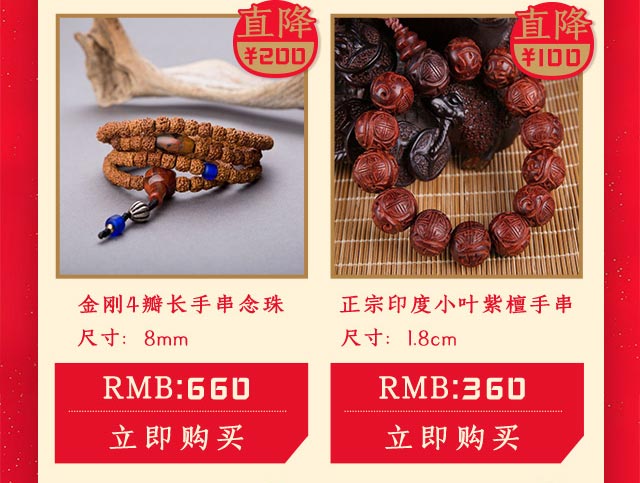 直降
¥200
直降
¥100
金刚4瓣长手串念珠
尺寸: 8mm
正宗印度小叶紫檀手串
尺寸: 1.8cm
RMB:660
立即购买
RMB:360
立即购买